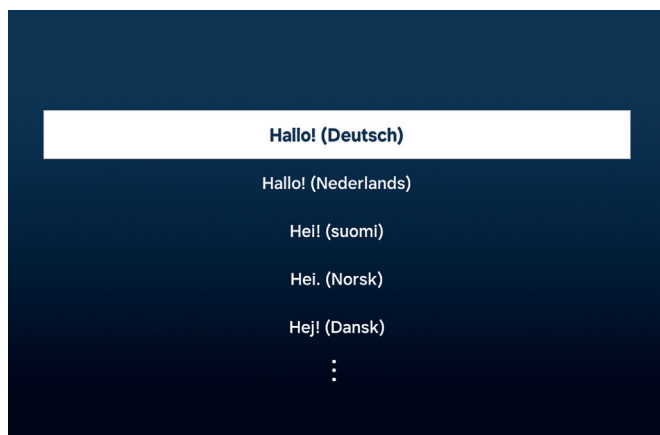 Hallo! (Deutsch)
Hallo! (Nederlands)
Hei! (suomi)
Hei. (Norsk)
Hej! (Dansk)